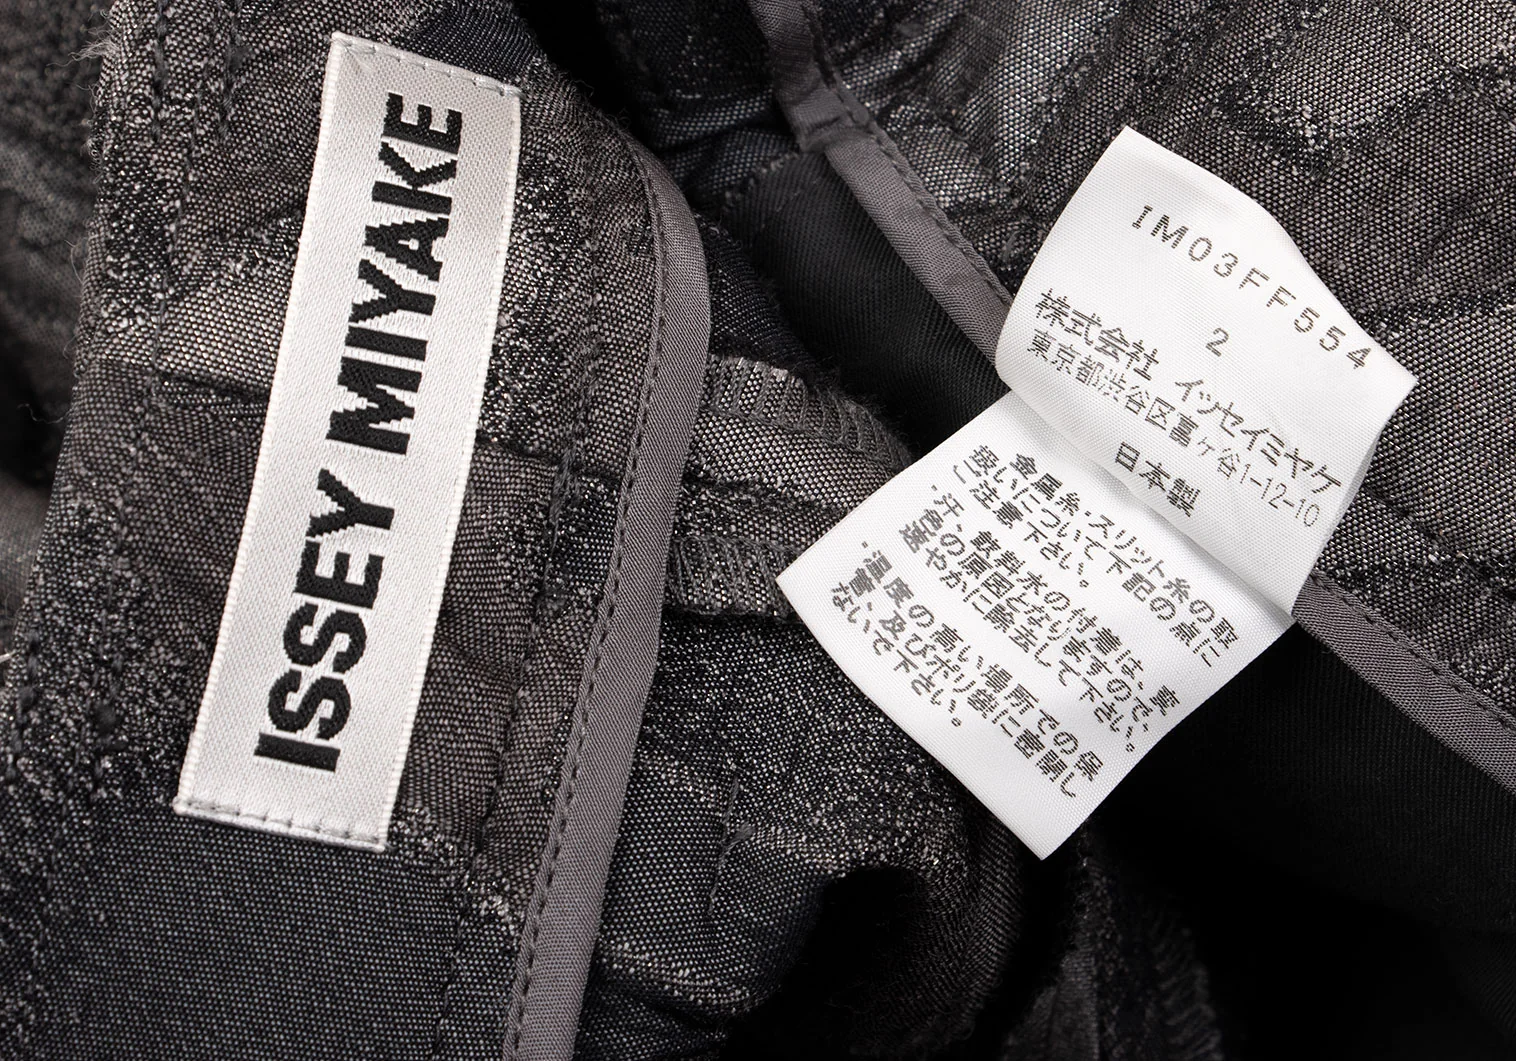 ISSEY MIYAKE
IM03FF554
2
株式会社 イッセイミヤケ
東京都渋谷区富ヶ谷1-12-10
日本製
金属糸・スリット糸の取
扱いについて下記の点に
ご注意下さい。
・汗、飲料水の付着は、変
色の原因となりますので、
速やかに除去して下さい。
・湿度の高い場所での保
管、及びポリ袋に密閉し
ないで下さい。